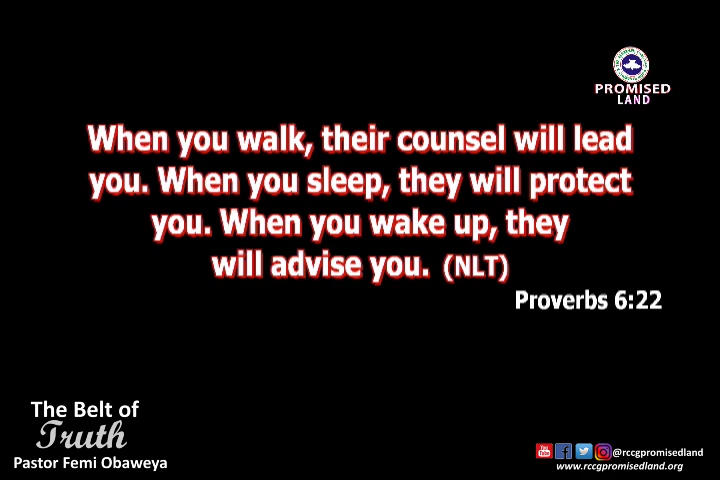 PROMISED
LAND
When you walk, their counsel will lead
you. When you sleep, they will protect
you. When you wake up, they
will advise you. (NLT)
Proverbs 6:22
The Belt of
Truth
Pastor Femi Obaweya
You
Tube
@rccgpromisedland
www.rccgpromisedland.org